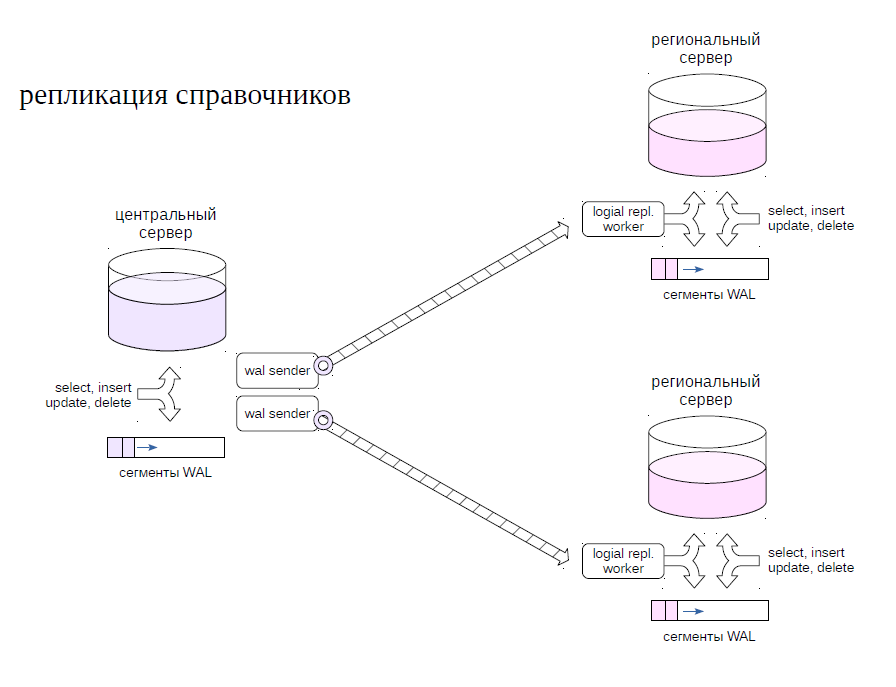 репликация справочников
центральный
сервер
select, insert
update, delete
сегменты WAL
wal sender
wal sender
региональный
сервер
logial repl.
worker
select, insert
update, delete
сегменты WAL
региональный
сервер
logial repl.
worker
select, insert
update, delete
сегменты WAL